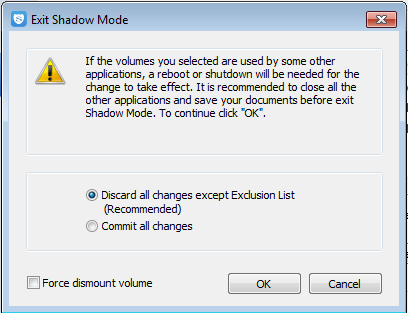 Exit Shadow Mode
If the volumes you selected are used by some other
applications, a reboot or shutdown will be needed for the
change to take effect. It is recommended to close all the
other applications and save your documents before exit
Shadow Mode. To continue click "OK".
Discard all changes except Exclusion List
(Recommended)
Commit all changes
Force dismount volume
OK
Cancel